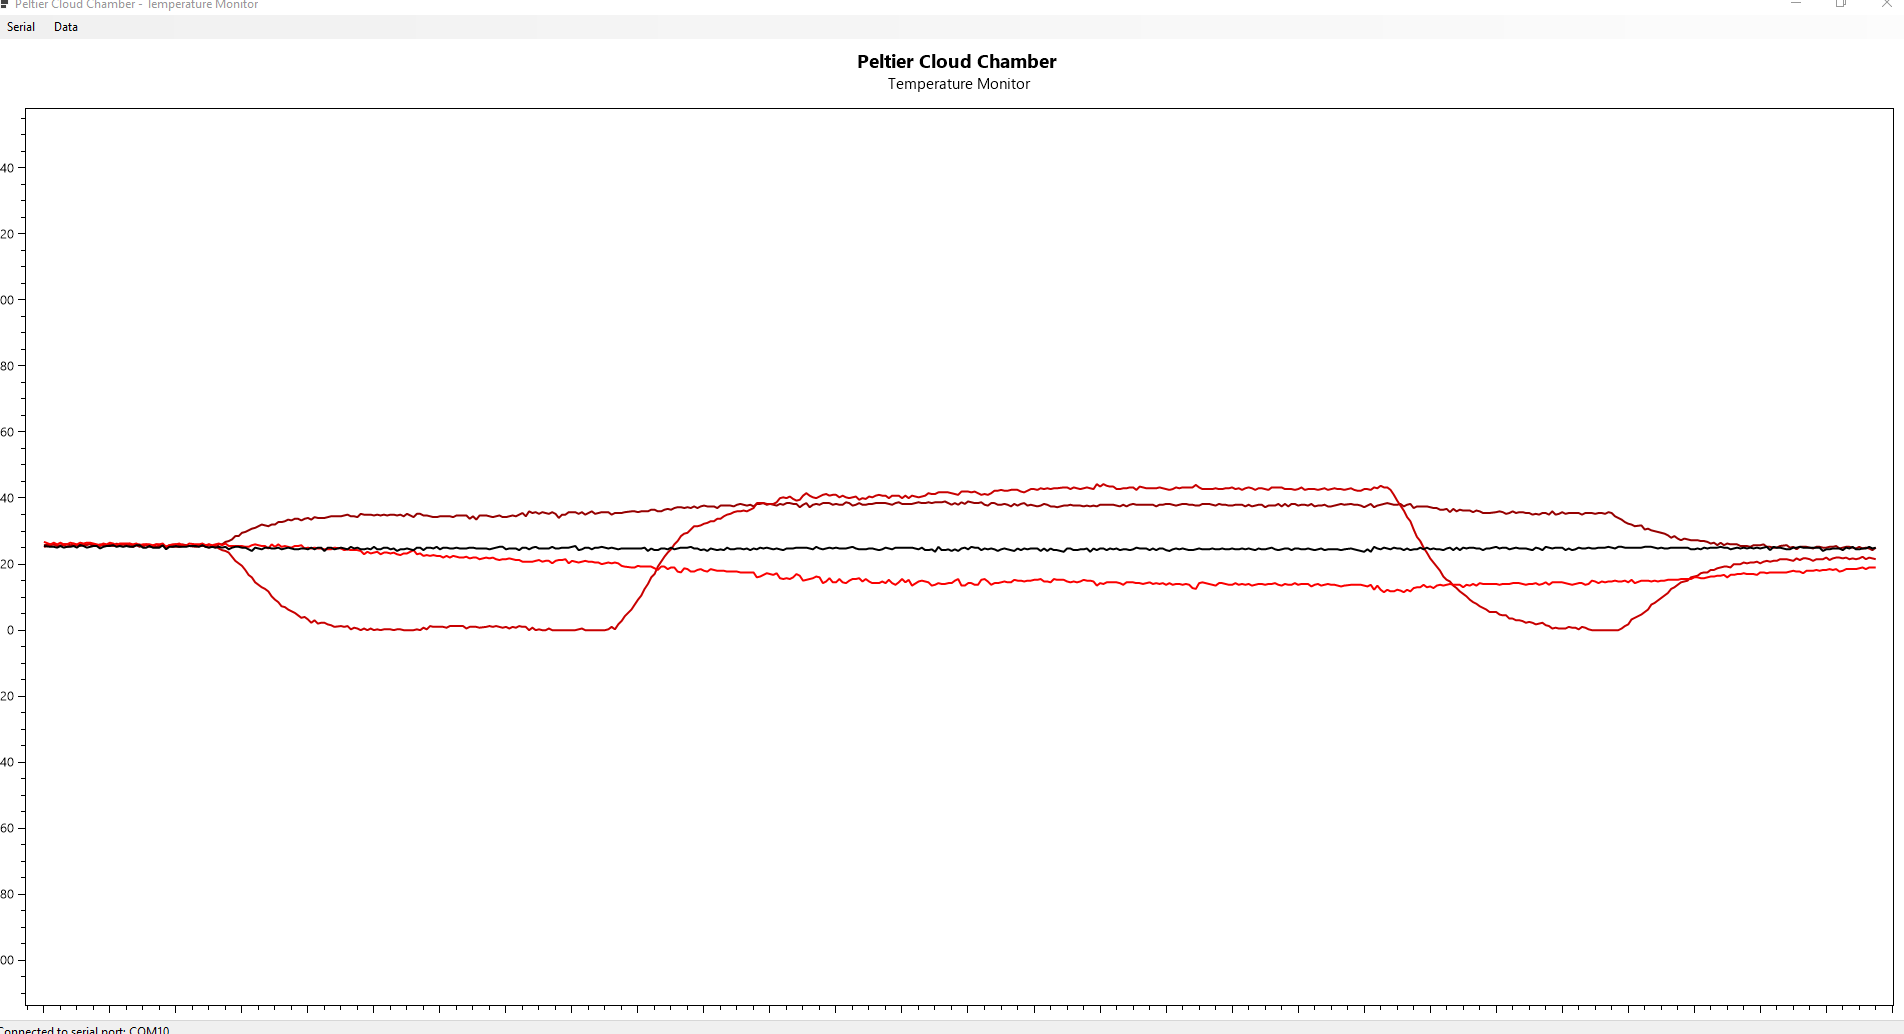 Peltier Cloud Chamber - Temperature Monitor
Serial Data
Peltier Cloud Chamber
Temperature Monitor
40
20
00
80
60
40
20
0
20
40
60
80
00
Connected to serial port: COM10